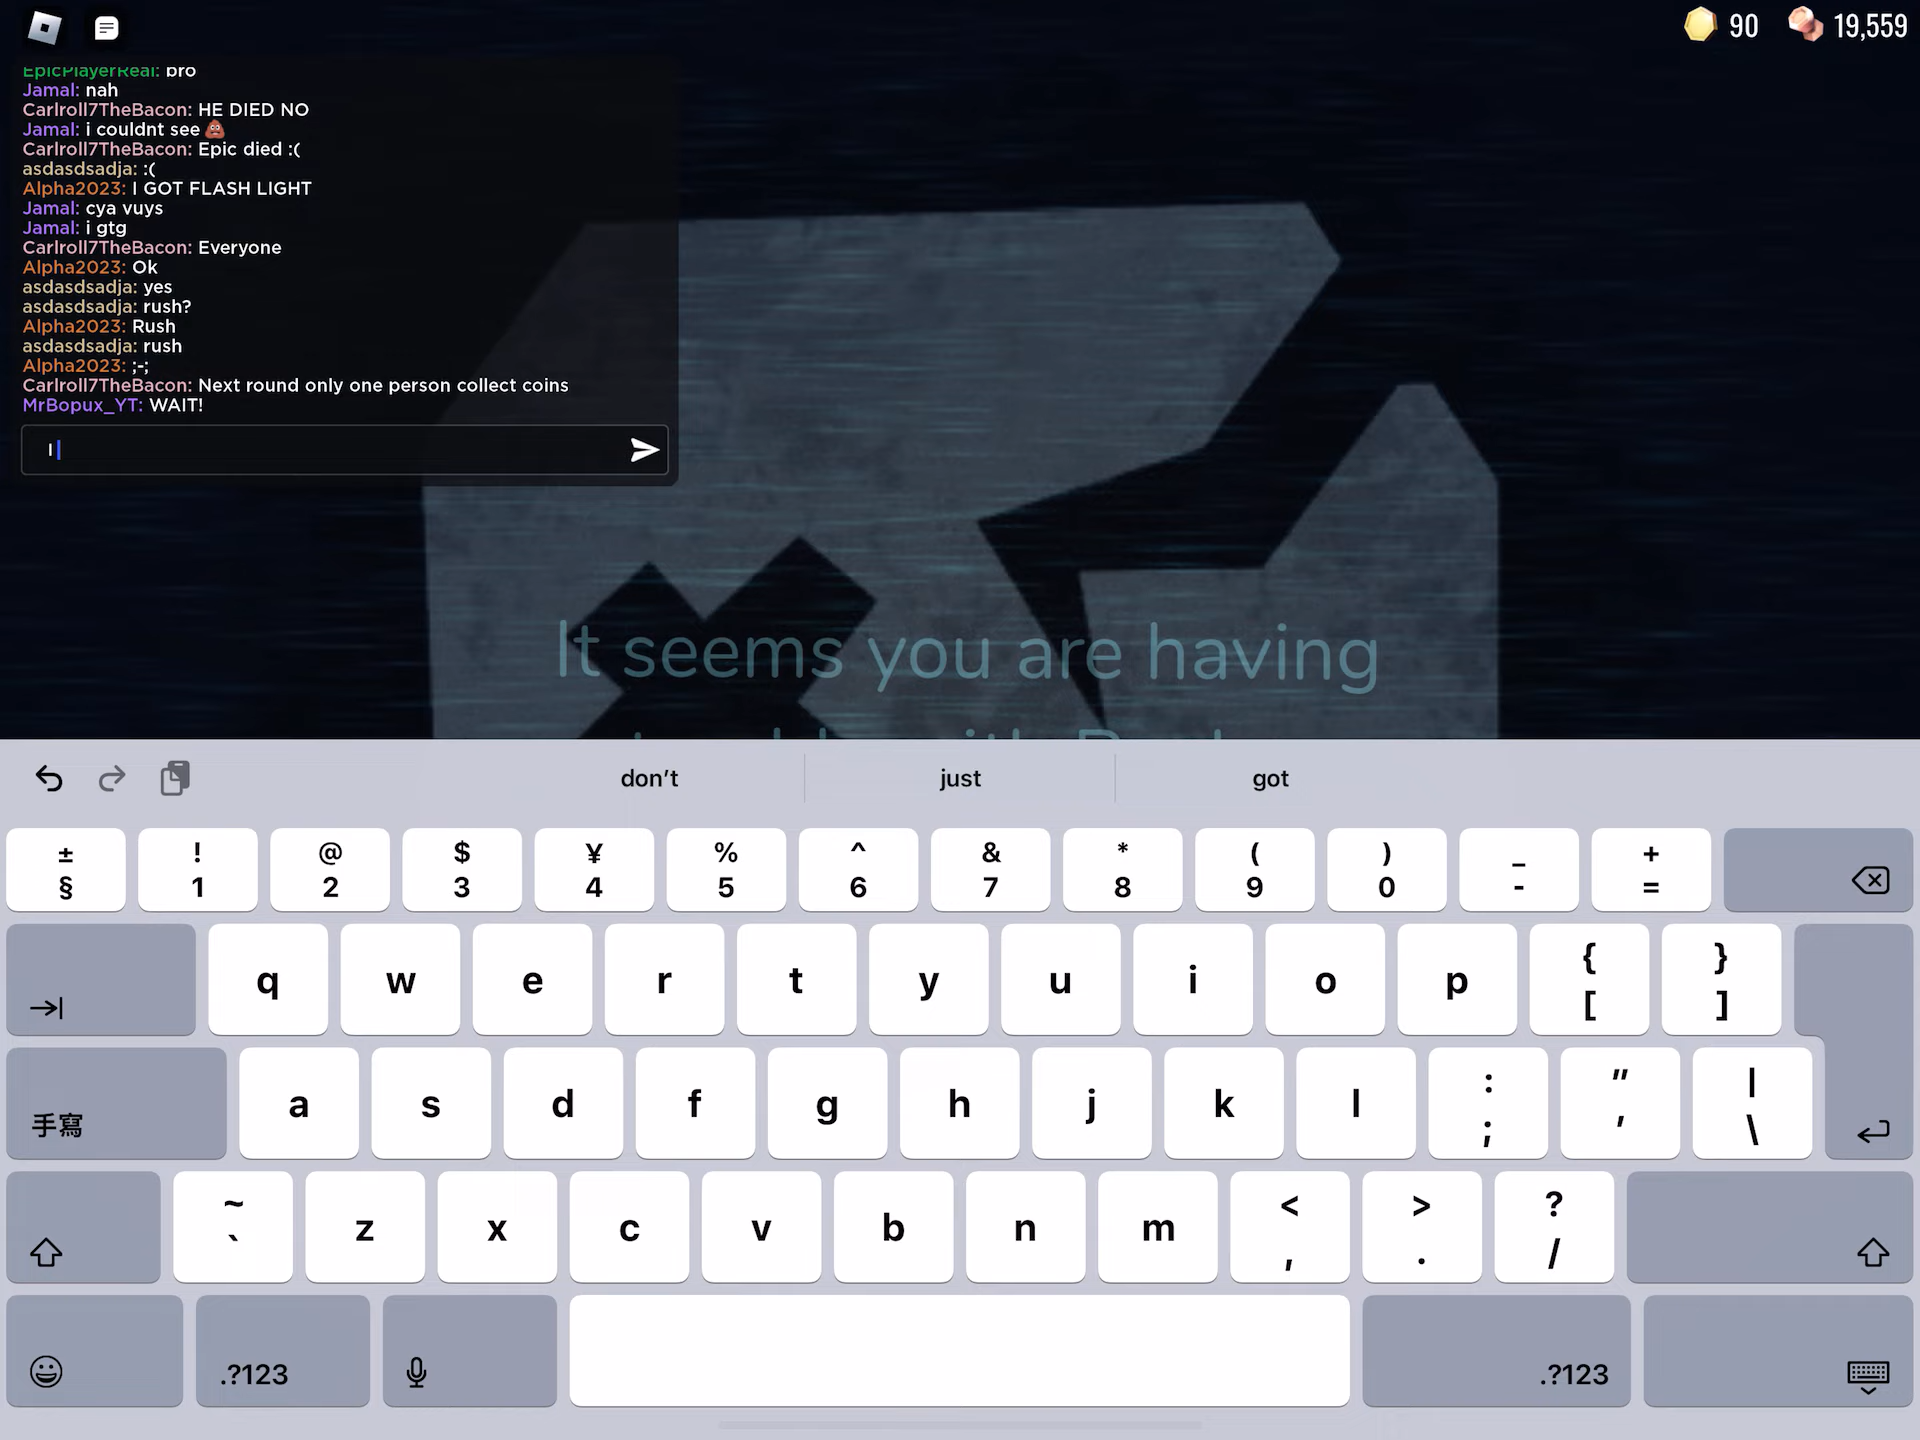 90 19,559
EpicPlayerReal: bro
Jamal: nah
Carlroll7TheBacon: HE DIED NO
Jamal: i couldnt see 💩
Carlroll7TheBacon: Epic died :(
asdasdsadja: :(
Alpha2023: I GOT FLASH LIGHT
Jamal: cya vuys
Jamal: i gtg
Carlroll7TheBacon: Everyone
Alpha2023: Ok
asdasdsadja: yes
asdasdsadja: rush?
Alpha2023: Rush
asdasdsadja: rush
Alpha2023: ;-;
Carlroll7TheBacon: Next round only one person collect coins
MrBopux_YT: WAIT!
I
It seems you are having
don't just got
± ! @ $ ¥ % ^ & * ( ) _ +
§ 1 2 3 4 5 6 7 8 9 0 - =
q w e r t y u i o p { }
[ ]
手寫 a s d f g h j k l : " |
; ' \
~ z x c v b n m < > ?
` , . /
.?123 .?123